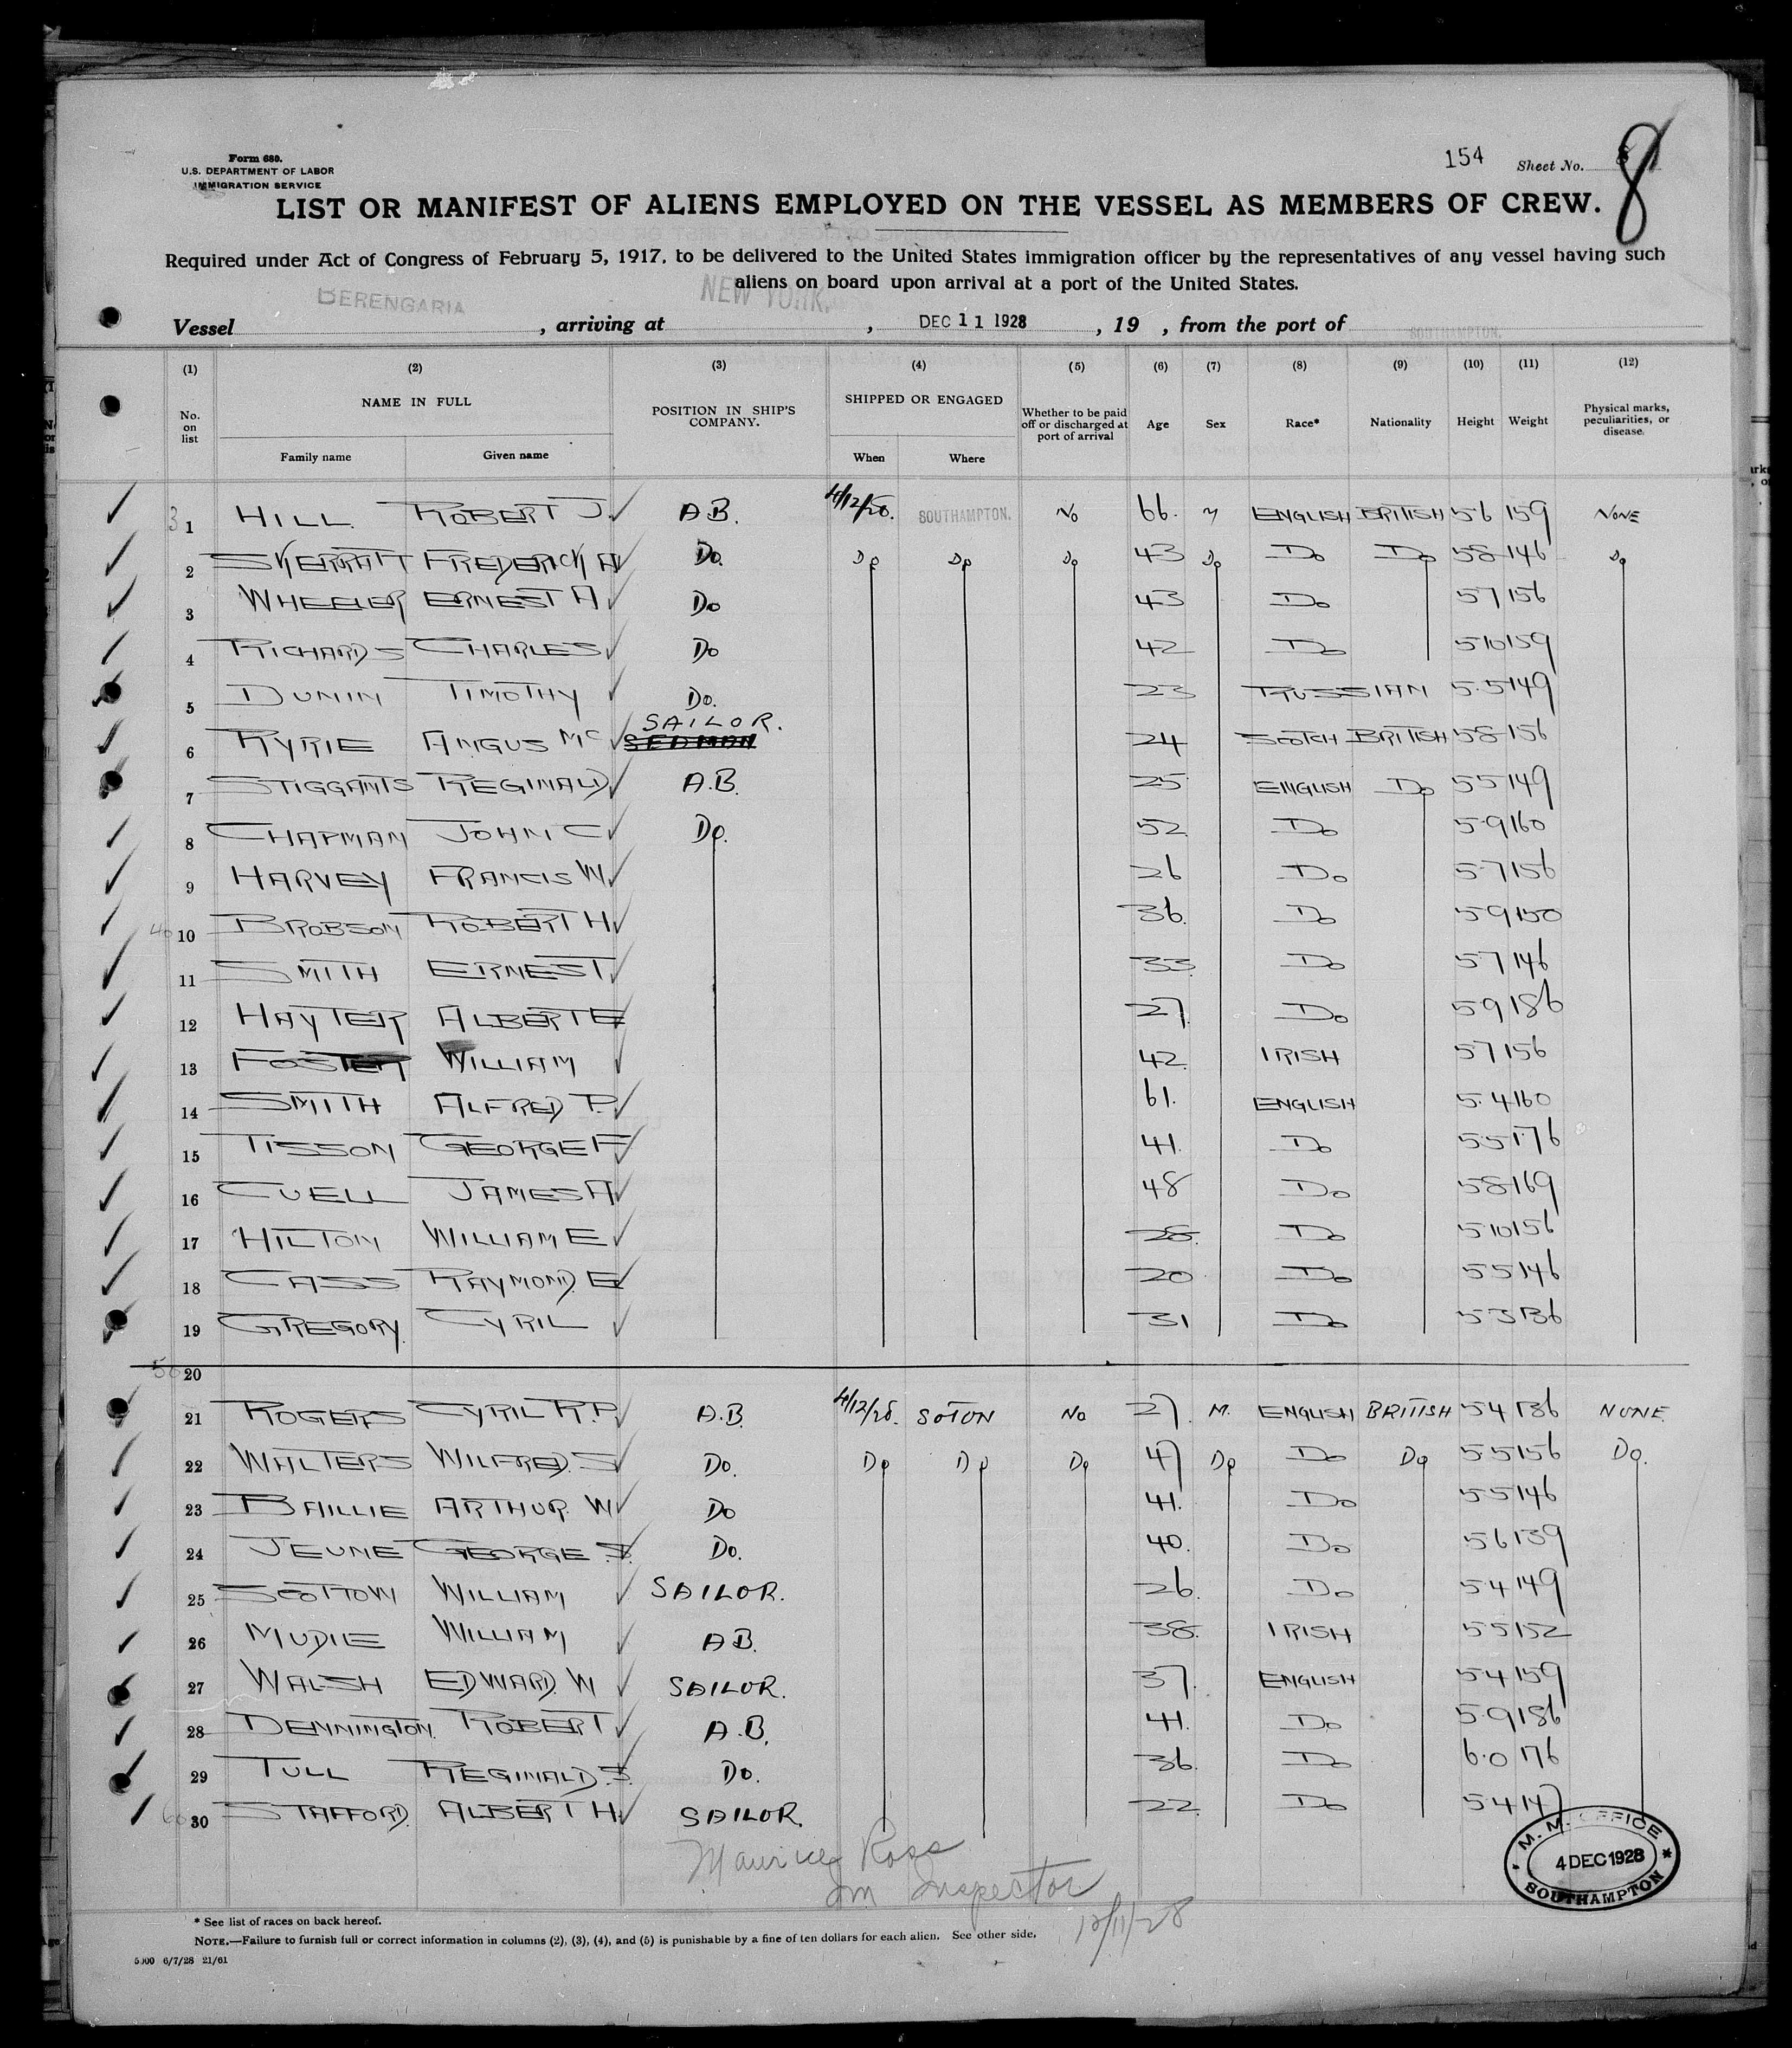 Form 680.
U.S. DEPARTMENT OF LABOR
IMMIGRATION SERVICE
154 Sheet No. 8
LIST OR MANIFEST OF ALIENS EMPLOYED ON THE VESSEL AS MEMBERS OF CREW.
Required under Act of Congress of February 5, 1917, to be delivered to the United States immigration officer by the representatives of any vessel having such
aliens on board upon arrival at a port of the United States.
Vessel BERENGARIA, arriving at NEW YORK, DEC 11 1928, 19 , from the port of SOUTHAMPTON.
(1) (2) (3) (4) (5) (6) (7) (8) (9) (10) (11) (12)
No. on list NAME IN FULL POSITION IN SHIP'S COMPANY. SHIPPED OR ENGAGED Whether to be paid off or discharged at port of arrival Age Sex Race* Nationality Height Weight Physical marks, peculiarities, or disease.
Family name Given name When Where
1 HILL ROBERT J. A.B. 4/12/28. SOUTHAMPTON. No 66. M ENGLISH BRITISH 5 6 159 NONE
2 SKERRATT FREDERICK A Do. Do Do Do 43 Do Do Do 5 8 146 Do
3 WHEELER ERNEST A Do 43 Do 5 7 156
4 RICHARDS CHARLES Do 42 Do 5 10 159
5 DUNIN TIMOTHY Do. 23 RUSSIAN 5.5 149
6 RYRIE ANGUS Mc SAILOR. 24 SCOTCH BRITISH 5 8 156
7 STIGGANTS REGINALD A.B. 25 ENGLISH Do 5 5 149
8 CHAPMAN JOHN C Do. 52 Do 5.9 160
9 HARVEY FRANCIS W. 26 Do 5.7 156
10 BROBSON ROBERT H 36. Do 5 9 150
11 SMITH ERNEST 33. Do 5 7 146
12 HAYTER ALBERT E 27. Do 5 9 186
13 FOSTER WILLIAM 42. IRISH 5 7 156
14 SMITH ALFRED P. 61. ENGLISH 5.4 160
15 TISSON GEORGE F 41. Do 5.5 176
16 CUELL JAMES A 48 Do 5 8 169
17 HILTON WILLIAM E 28. Do 5 10 156
18 CASS RAYMOND. E 20 Do 5 5 146
19 GREGORY. CYRIL 31 Do 5.3 136
20
21 ROGERS CYRIL R.P. A.B. 4/12/28. SOTON No 27. M. ENGLISH BRITISH 5 4 136 NONE.
22 WALTERS WILFRED. S Do. Do Do Do 47 Do Do Do 5.5 156 Do.
23 BAILLIE ARTHUR. W Do 41. Do 5 5 146
24 JEUNE GEORGE. S. Do. 40. Do 5 6 139
25 SCOTTOW WILLIAM SAILOR. 26. Do 5.4 149
26 MUDIE WILLIAM A.B. 38. IRISH 5.5 152
27 WALSH EDWARD. W SAILOR. 37. ENGLISH 5.4 159
28 DENNINGTON. ROBERT A.B. 41. Do 5.9 186
29 TULL REGINALD. S. Do. 36. Do 6.0 176
30 STAFFORD. ALBERT H. SAILOR. 22. Do 5 4 147
Maurice Ross
Im Inspector
12/11/28
M. M. OFFICE
4 DEC 1928
SOUTHAMPTON
* See list of races on back hereof.
NOTE.—Failure to furnish full or correct information in columns (2), (3), (4), and (5) is punishable by a fine of ten dollars for each alien. See other side.
5000 6/7/28 21/61